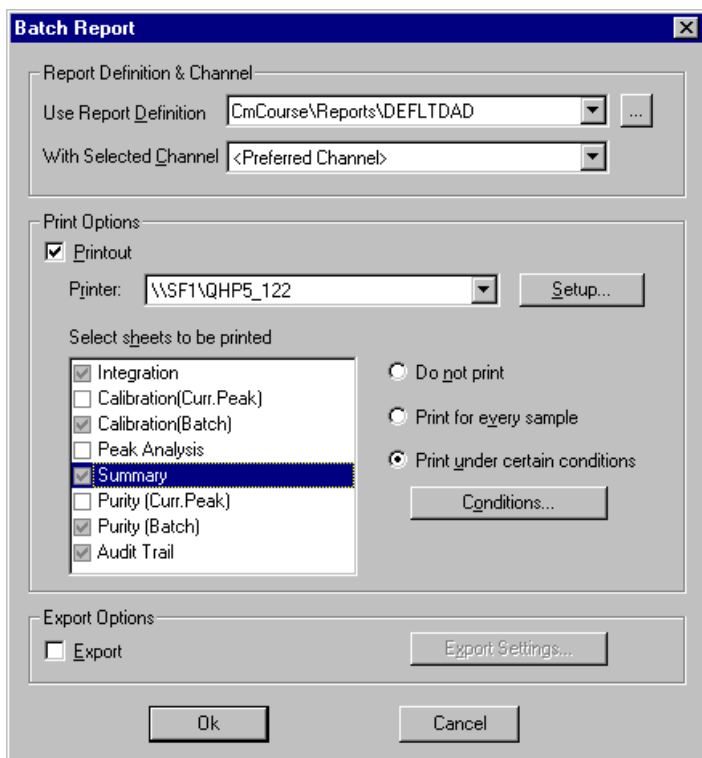 Batch Report
Report Definition & Channel
Use Report Definition CmCourse\Reports\DEFLTDAD ...
With Selected Channel <Preferred Channel>
Print Options
Printout
Printer: \\SF1\QHP5_122 Setup...
Select sheets to be printed
Integration
Calibration(Curr.Peak)
Calibration(Batch)
Peak Analysis
Summary
Purity (Curr.Peak)
Purity (Batch)
Audit Trail
Do not print
Print for every sample
Print under certain conditions
Conditions...
Export Options
Export Export Settings...
Ok Cancel